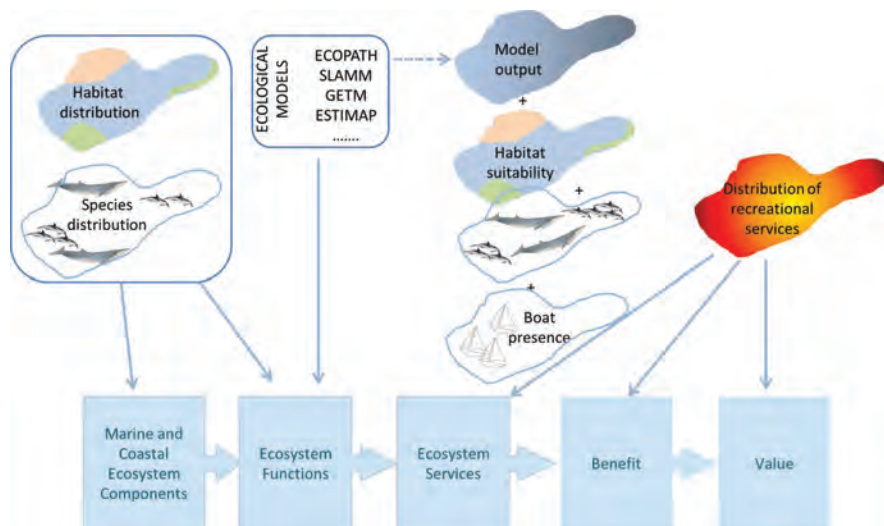 Habitat
distribution
Species
distribution
ECOLOGICAL
MODELS
ECOPATH
SLAMM
GETM
ESTIMAP
.......
Model
output
+
Habitat
suitability
+
+
Boat
presence
Distribution of
recreational
services
Marine and
Coastal
Ecosystem
Components
Ecosystem
Functions
Ecosystem
Services
Benefit
Value